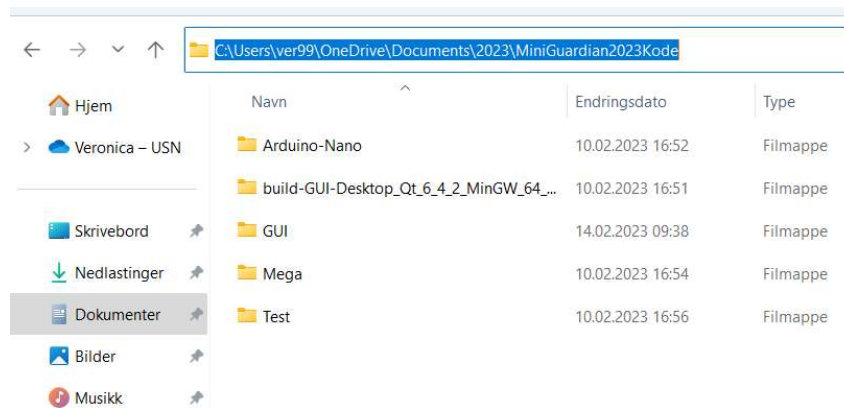 C:\Users\ver99\OneDrive\Documents\2023\MiniGuardian2023Kode
Hjem
Veronica – USN
Skrivebord
Nedlastinger
Dokumenter
Bilder
Musikk
Navn Endringsdato Type
Arduino-Nano 10.02.2023 16:52 Filmappe
build-GUI-Desktop_Qt_6_4_2_MinGW_64_... 10.02.2023 16:51 Filmappe
GUI 14.02.2023 09:38 Filmappe
Mega 10.02.2023 16:54 Filmappe
Test 10.02.2023 16:56 Filmappe